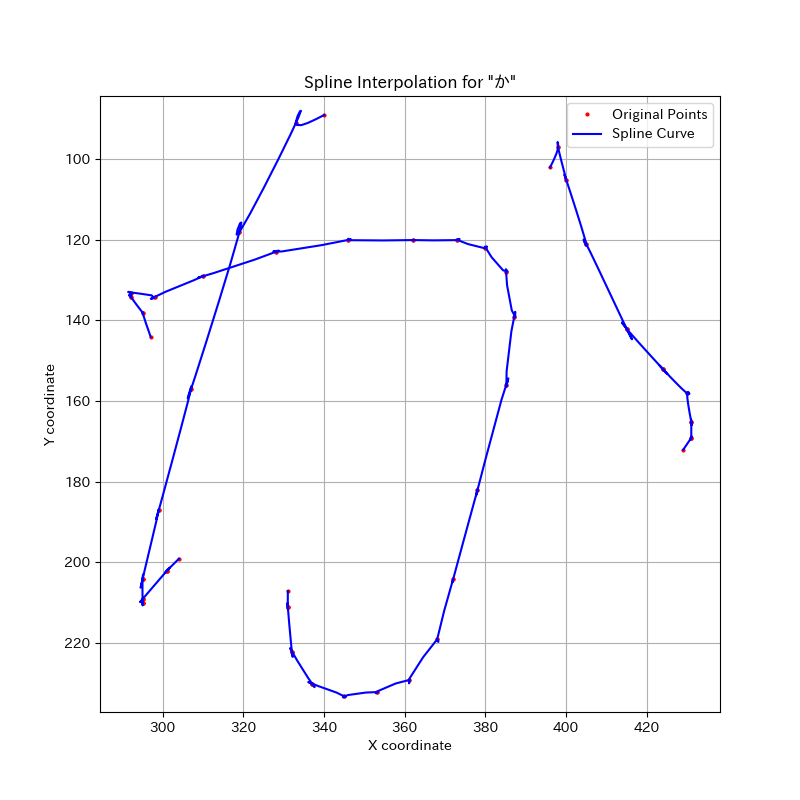 Spline Interpolation for "か"
Original Points
Spline Curve
100
120
140
160
180
200
220
Y coordinate
300
320
340
360
380
400
420
X coordinate